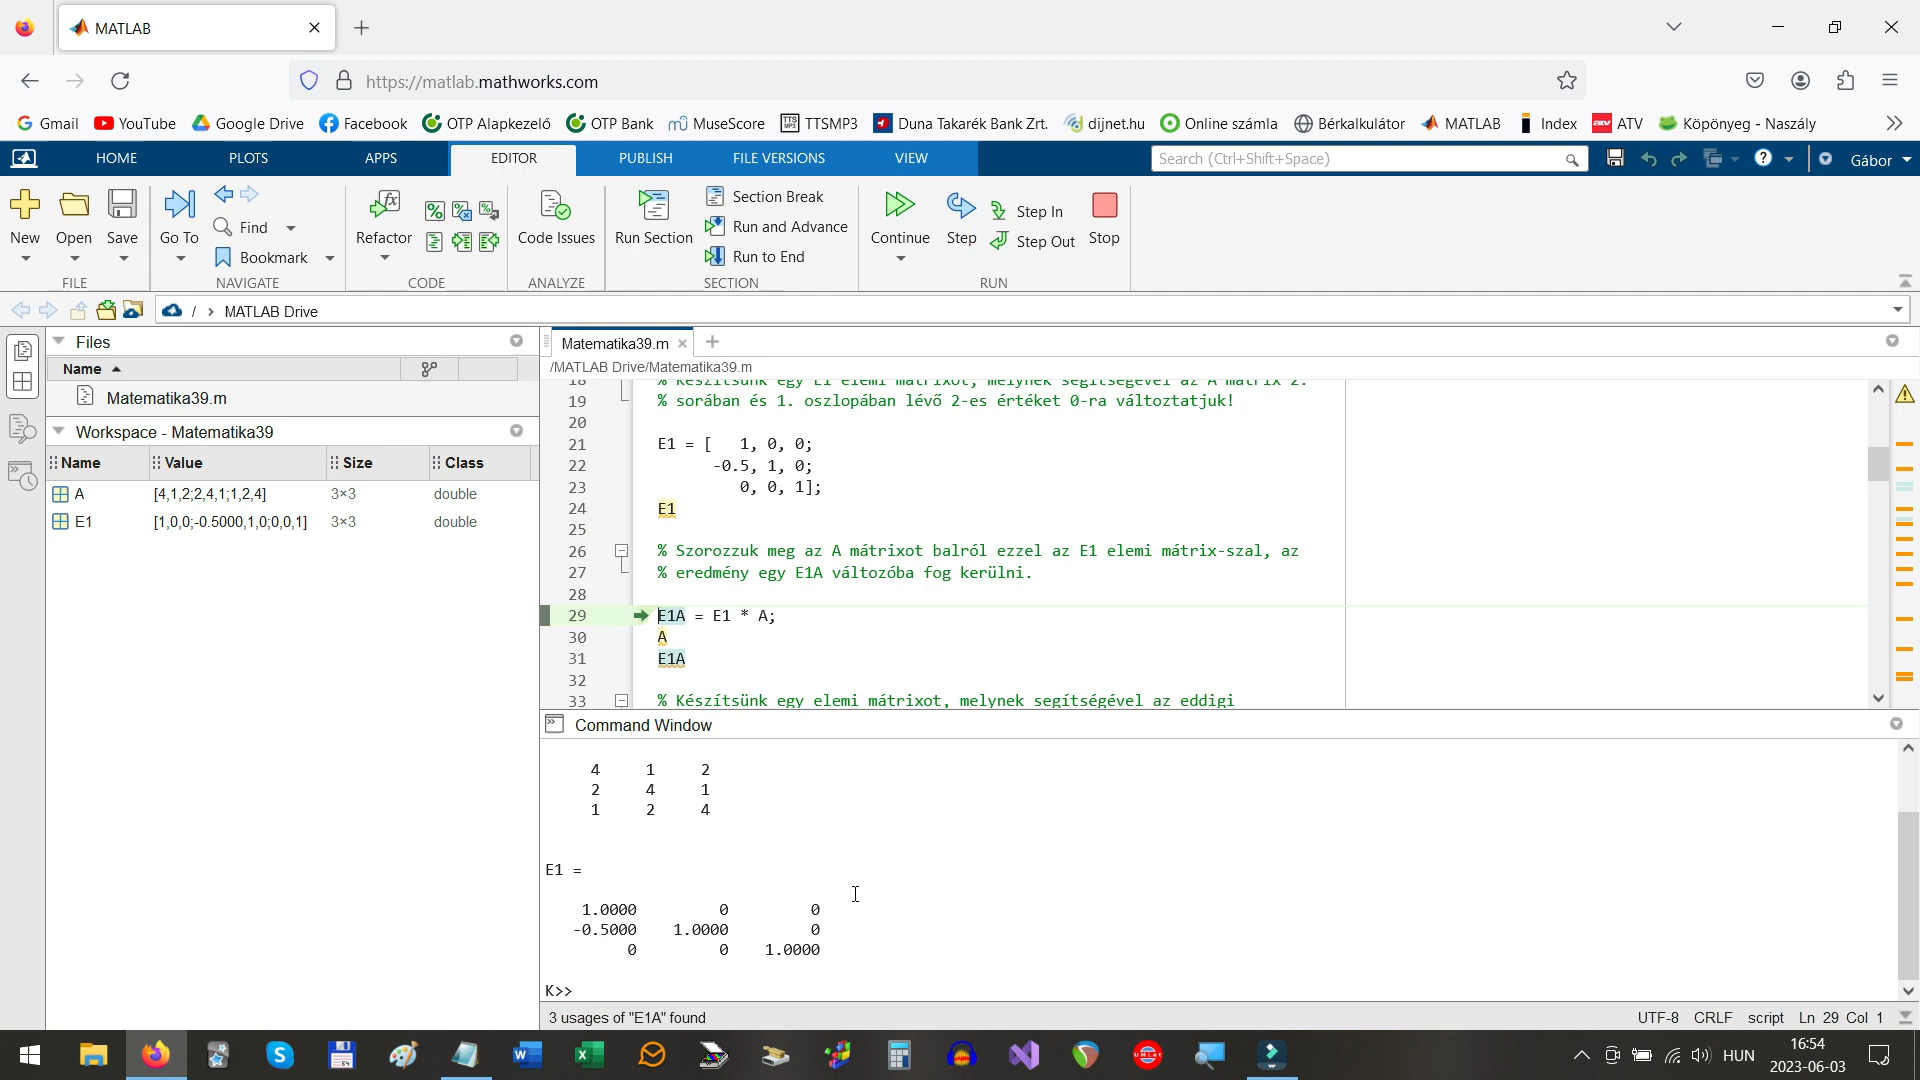 MATLAB
https://matlab.mathworks.com
Gmail YouTube Google Drive Facebook OTP Alapkezelő OTP Bank MuseScore TTSMP3 Duna Takarék Bank Zrt. dijnet.hu Online számla Bérkalkulátor MATLAB Index ATV Köpönyeg - Naszály
HOME PLOTS APPS EDITOR PUBLISH FILE VERSIONS VIEW Search (Ctrl+Shift+Space) Gábor
New Open Save Go To Find Bookmark Refactor Code Issues Run Section Section Break Run and Advance Run to End Continue Step Step In Step Out Stop
FILE NAVIGATE CODE ANALYZE SECTION RUN
/ > MATLAB Drive
Files
Name
Matematika39.m
Workspace - Matematika39
Name Value Size Class
A [4,1,2;2,4,1;1,2,4] 3×3 double
E1 [1,0,0;-0.5000,1,0;0,0,1] 3×3 double
Matematika39.m
/MATLAB Drive/Matematika39.m
18 % Készítsünk egy E1 elemi mátrixot, melynek segítségével az A mátrix 2.
19 % sorában és 1. oszlopában lévő 2-es értéket 0-ra változtatjuk!
20
21 E1 = [ 1, 0, 0;
22 -0.5, 1, 0;
23 0, 0, 1];
24 E1
25
26 % Szorozzuk meg az A mátrixot balról ezzel az E1 elemi mátrix-szal, az
27 % eredmény egy E1A változóba fog kerülni.
28
29 E1A = E1 * A;
30 A
31 E1A
32
33 % Készítsünk egy elemi mátrixot, melynek segítségével az eddigi
Command Window
4 1 2
2 4 1
1 2 4
E1 =
1.0000 0 0
-0.5000 1.0000 0
0 0 1.0000
K>>
3 usages of "E1A" found UTF-8 CRLF script Ln 29 Col 1
HUN 16:54
2023-06-03